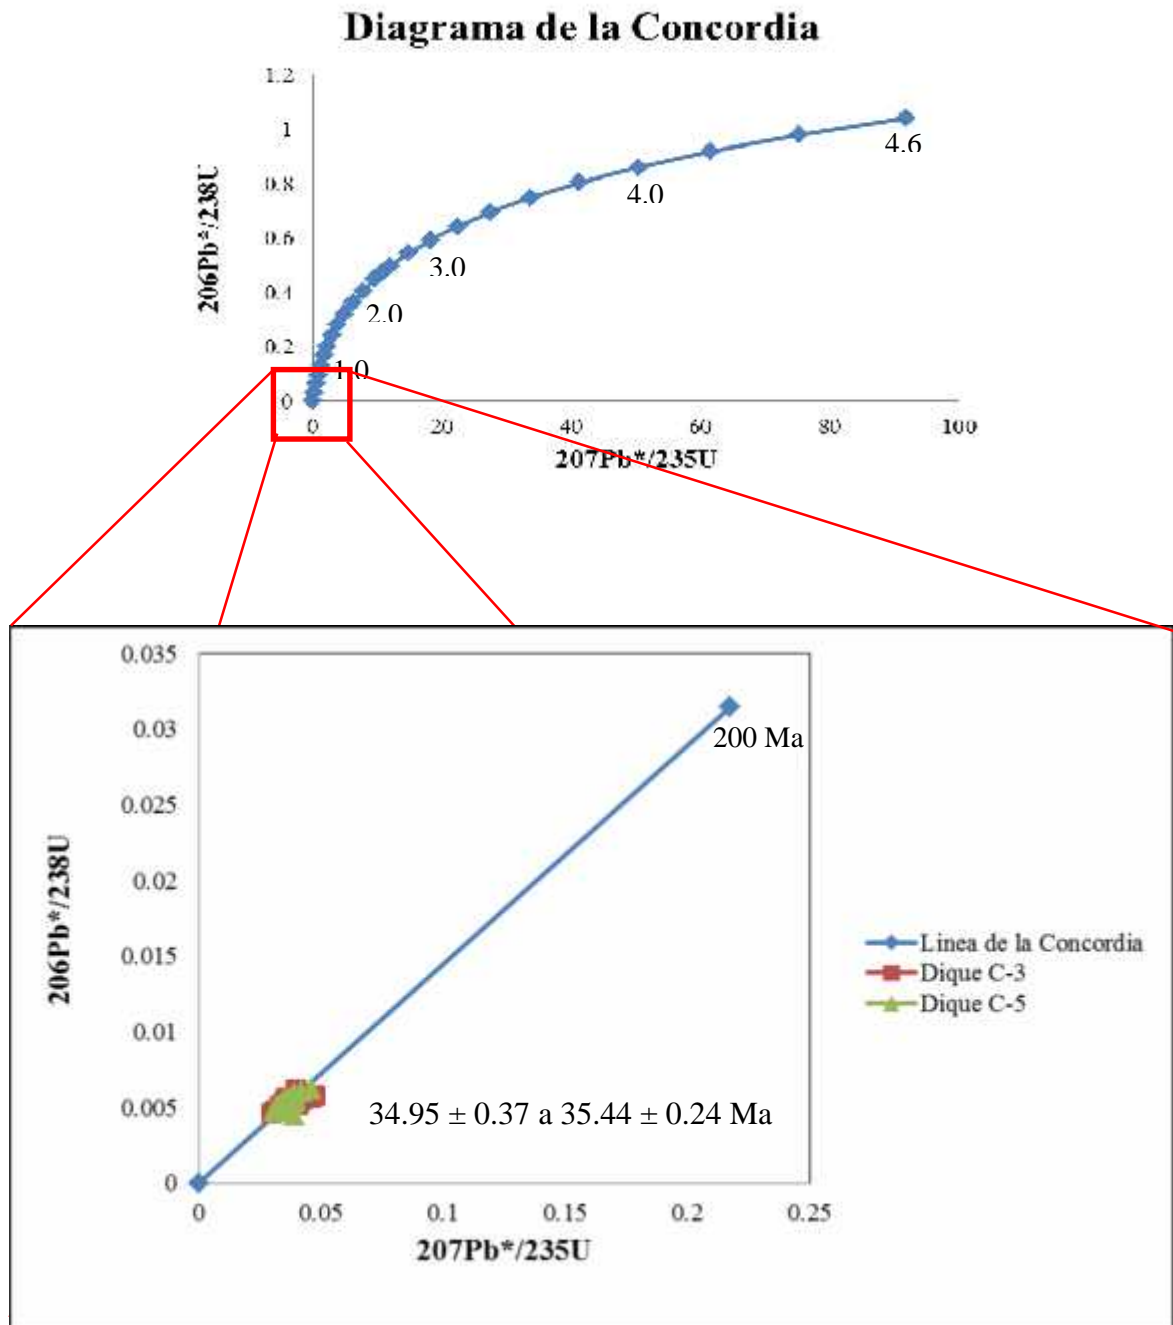 Diagrama de la Concordia
1.2
1
0.8
0.6
0.4
0.2
0
206Pb*/238U
4.6
4.0
3.0
2.0
1.0
0 20 40 60 80 100
207Pb*/235U
0.035
0.03
0.025
0.02
0.015
0.01
0.005
0
206Pb*/238U
200 Ma
34.95 ± 0.37 a 35.44 ± 0.24 Ma
0 0.05 0.1 0.15 0.2 0.25
207Pb*/235U
Linea de la Concordia
Dique C-3
Dique C-5